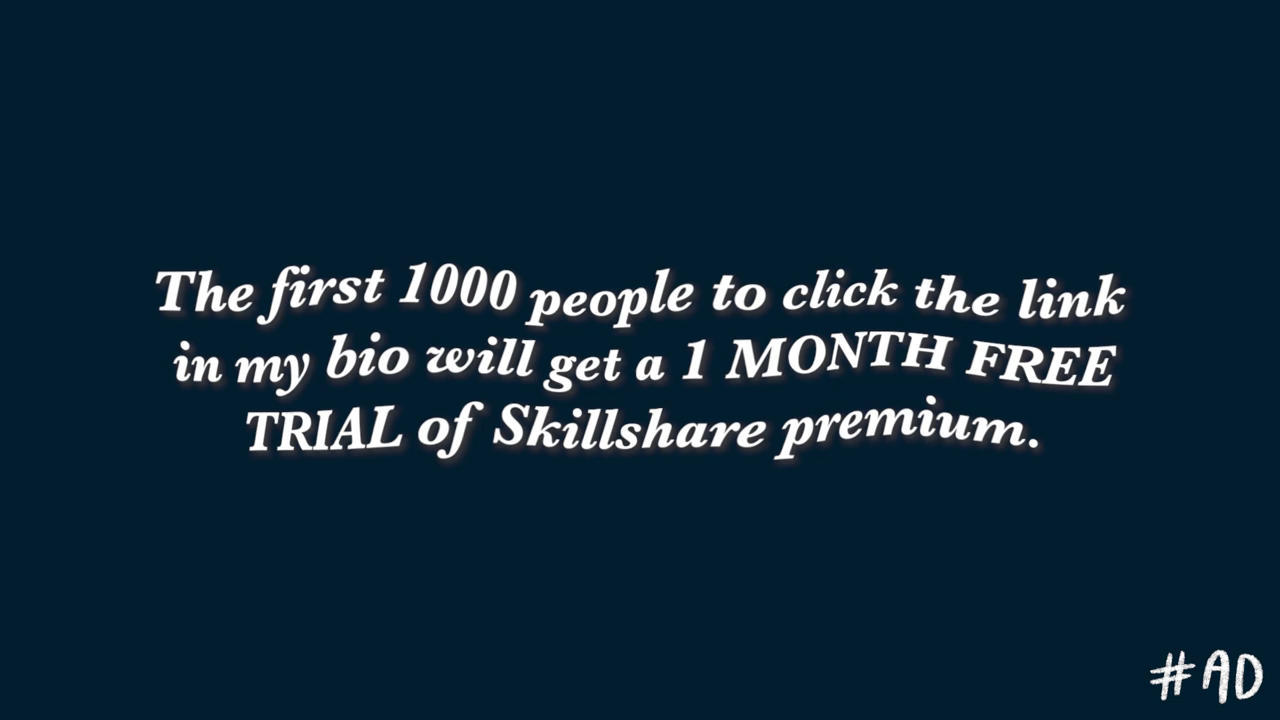 The first 1000 people to click the link
in my bio will get a 1 MONTH FREE
TRIAL of Skillshare premium.
#AD